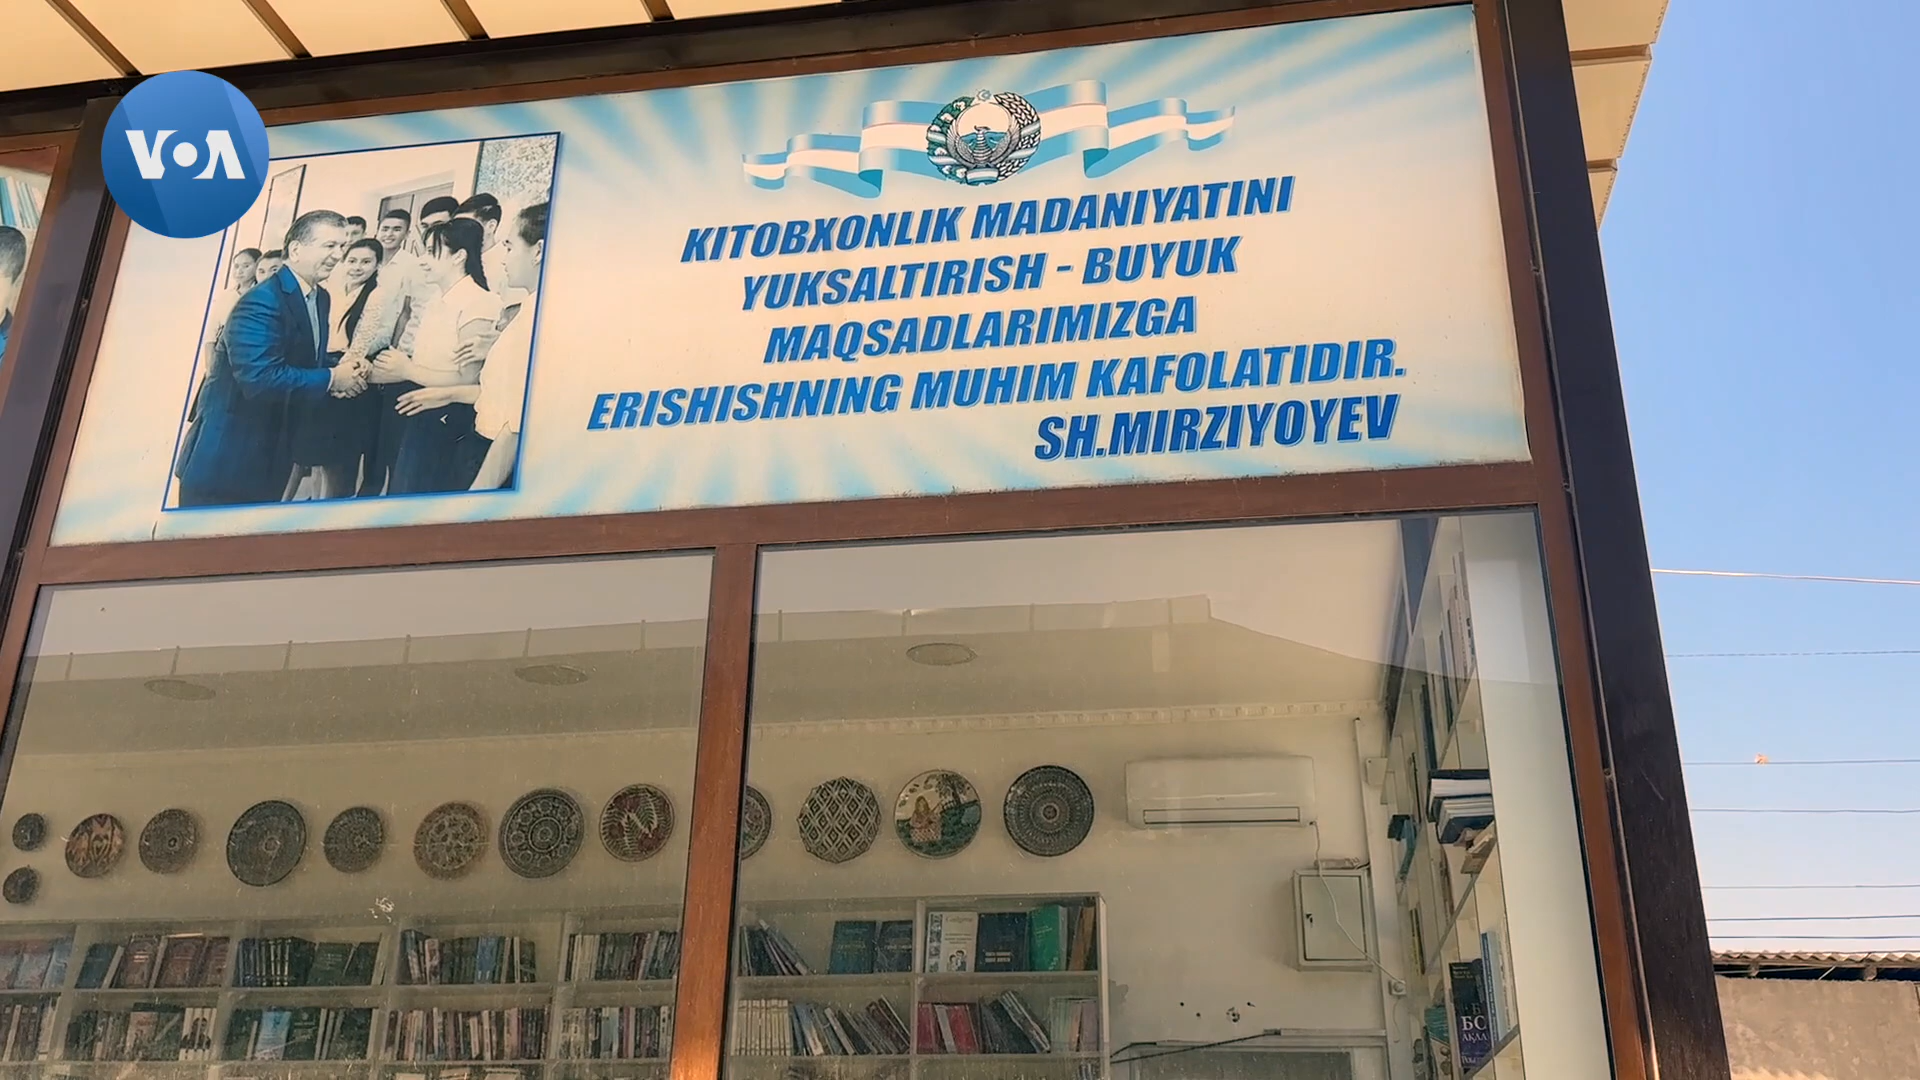 VOA
KITOBXONLIK MADANIYATINI
YUKSALTIRISH - BUYUK
MAQSADLARIMIZGA
ERISHISHNING MUHIM KAFOLATIDIR.
SH.MIRZIYOYEV